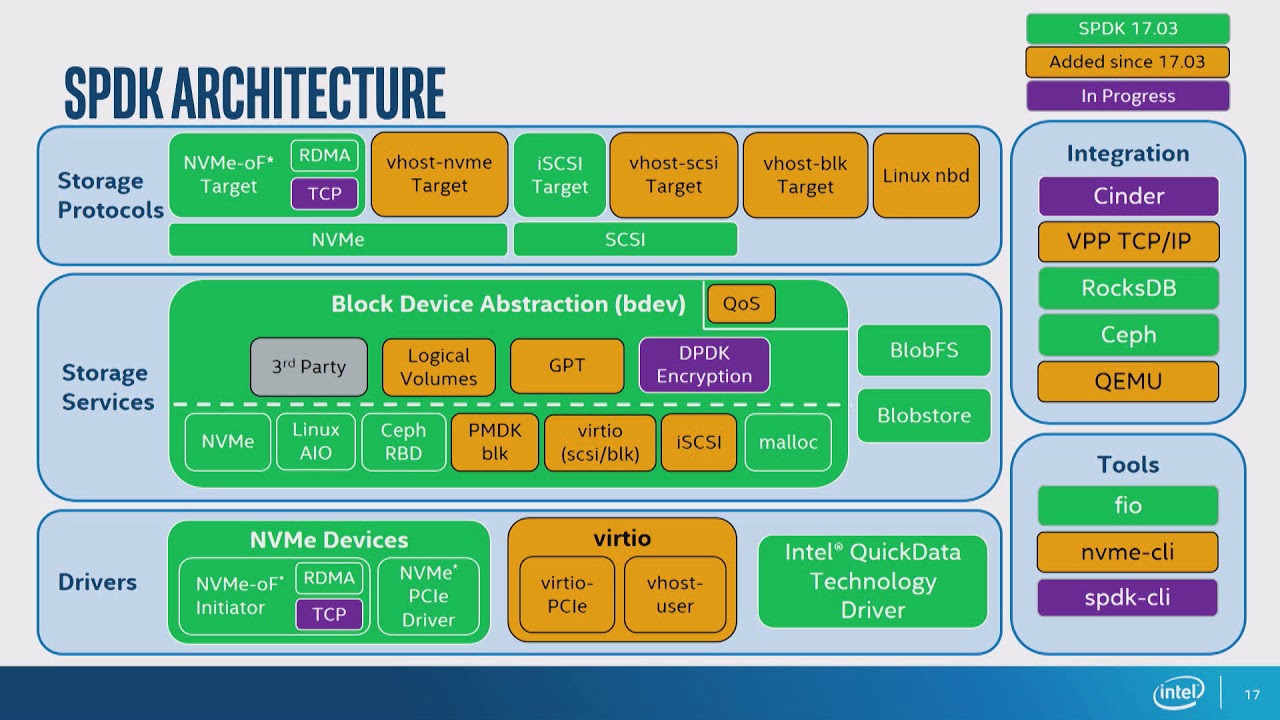 SPDK 17.03
Added since 17.03
In Progress
SPDK ARCHITECTURE
Storage
Protocols
NVMe-oF*
Target
RDMA
TCP
vhost-nvme
Target
iSCSI
Target
vhost-scsi
Target
vhost-blk
Target
Linux nbd
NVMe
SCSI
Storage
Services
Block Device Abstraction (bdev)
QoS
3rd Party
Logical
Volumes
GPT
DPDK
Encryption
NVMe
Linux
AIO
Ceph
RBD
PMDK
blk
virtio
(scsi/blk)
iSCSI
malloc
BlobFS
Blobstore
Drivers
NVMe Devices
NVMe-oF*
Initiator
RDMA
TCP
NVMe*
PCIe
Driver
virtio
virtio-
PCIe
vhost-
user
Intel® QuickData
Technology
Driver
Integration
Cinder
VPP TCP/IP
RocksDB
Ceph
QEMU
Tools
fio
nvme-cli
spdk-cli
intel
17